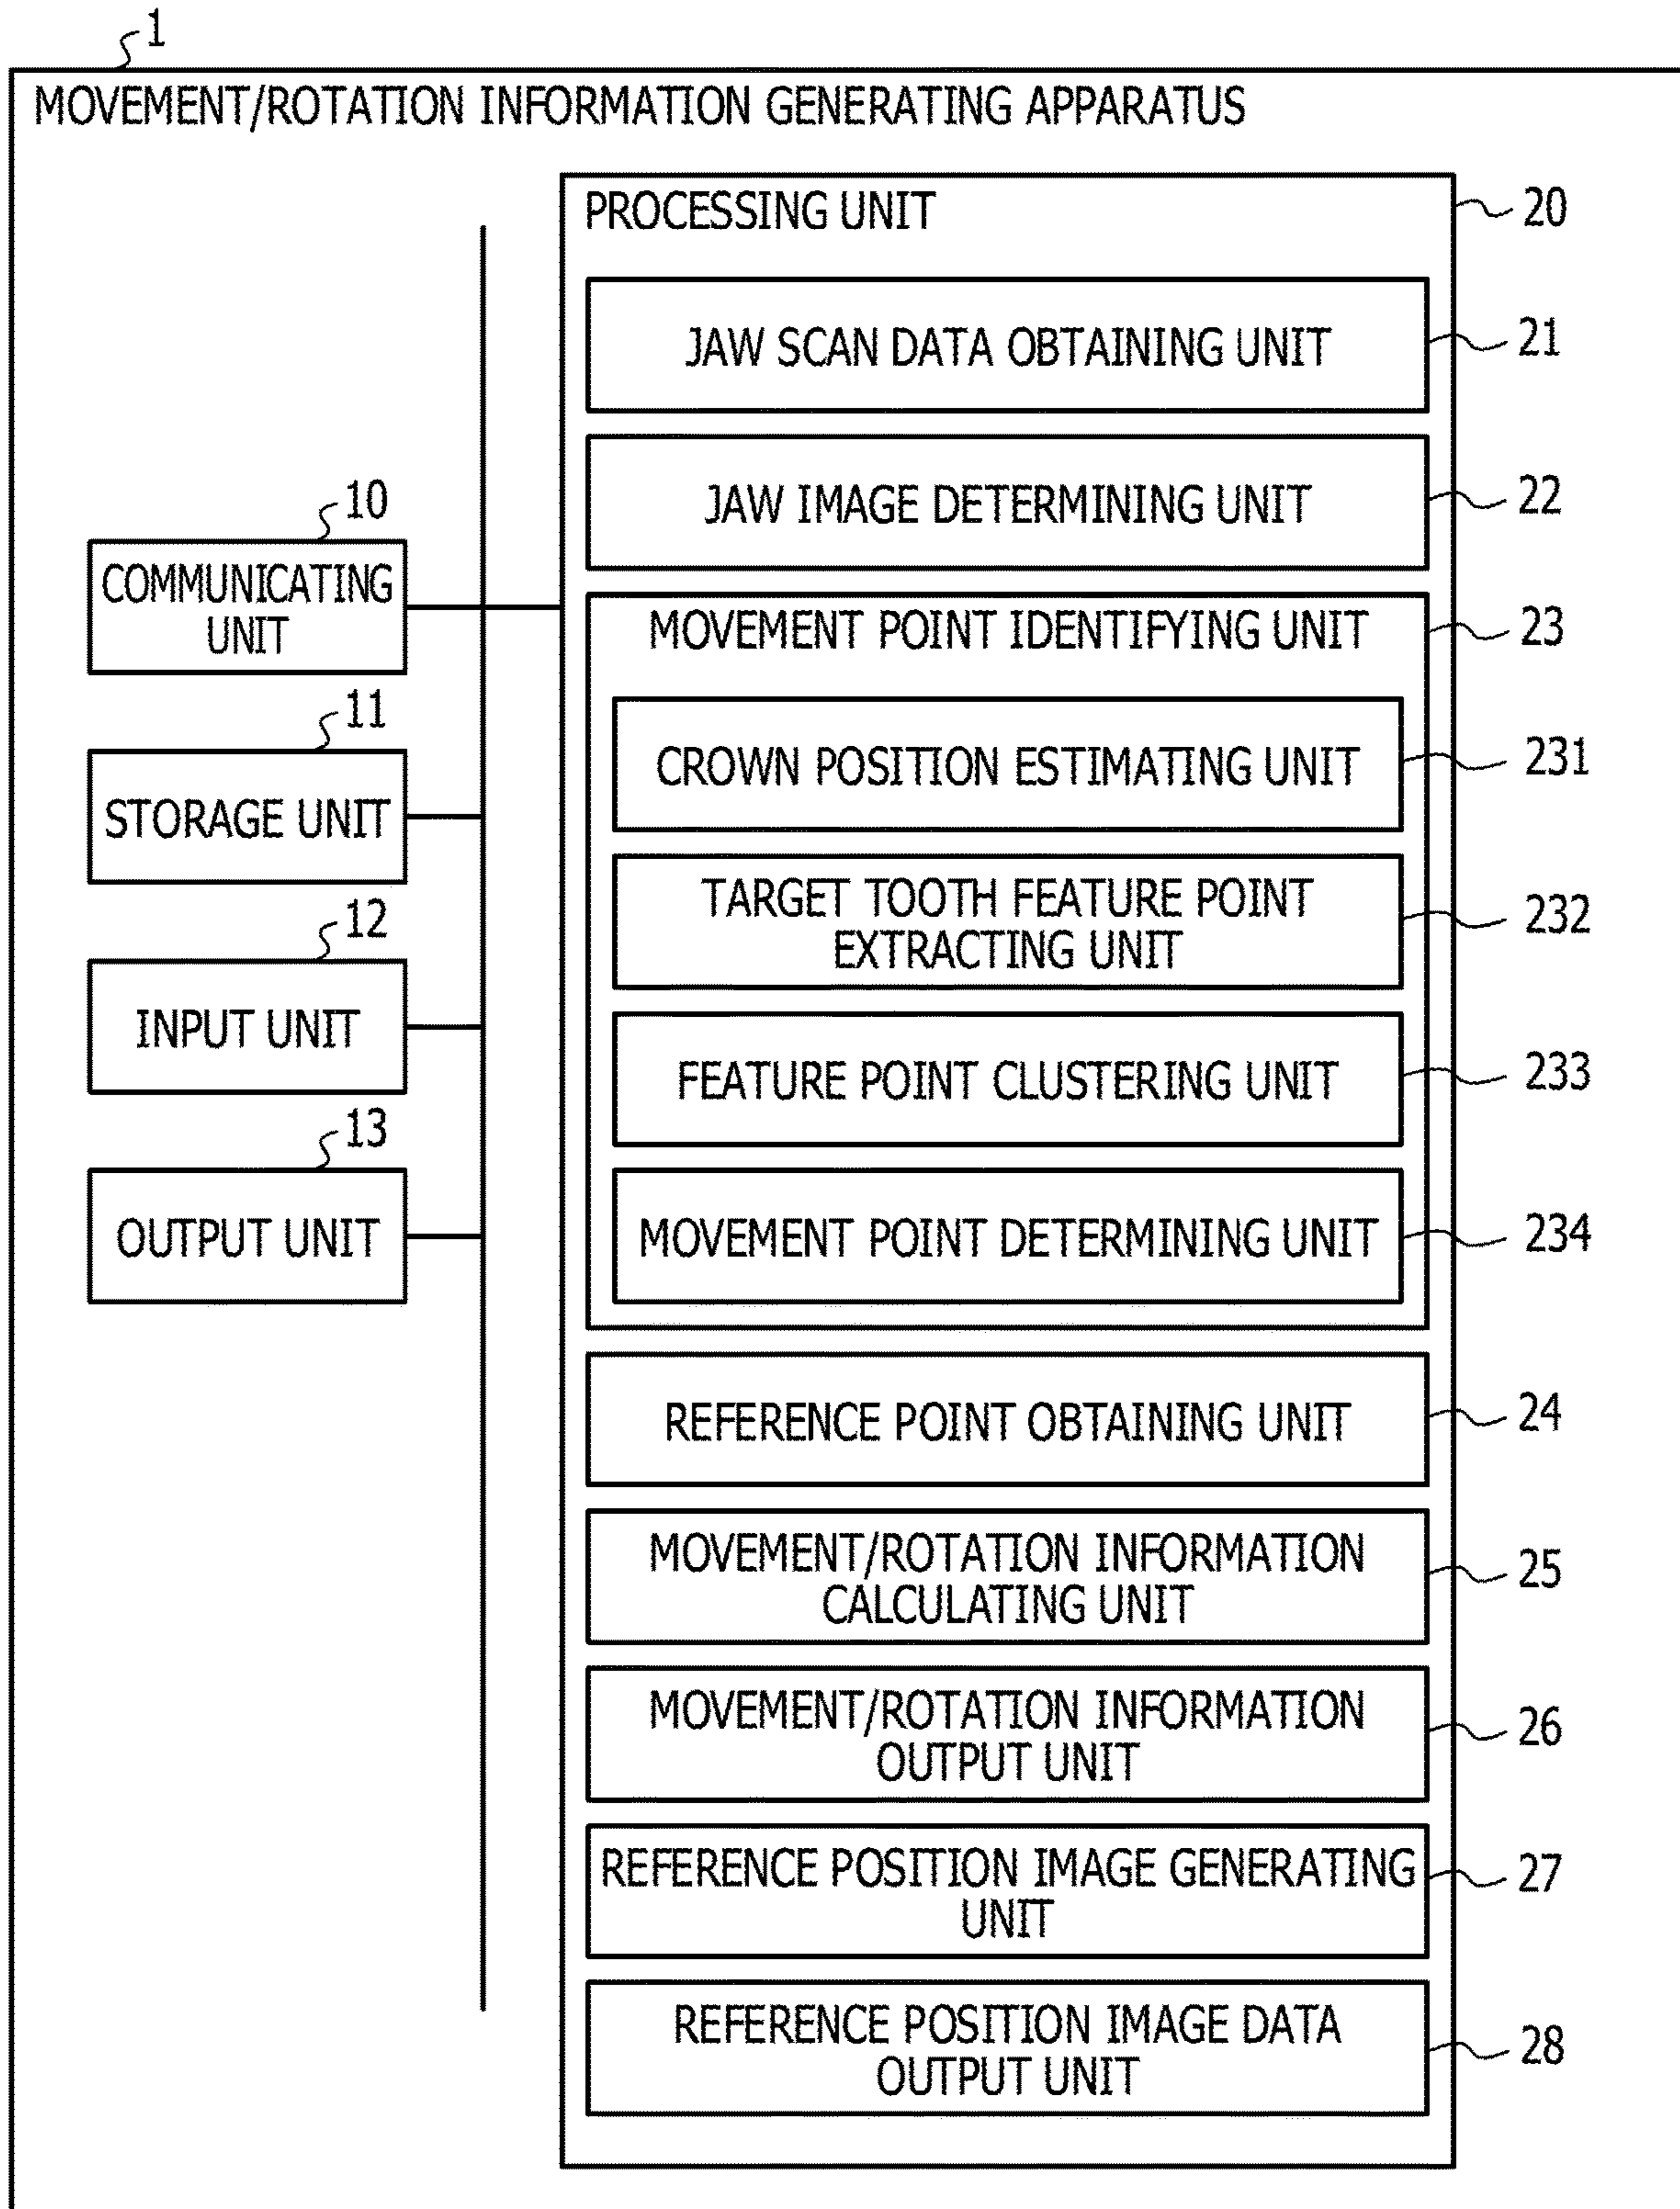 1
MOVEMENT/ROTATION INFORMATION GENERATING APPARATUS
PROCESSING UNIT
20
JAW SCAN DATA OBTAINING UNIT
21
JAW IMAGE DETERMINING UNIT
22
10
COMMUNICATING
UNIT
11
STORAGE UNIT
12
INPUT UNIT
13
OUTPUT UNIT
MOVEMENT POINT IDENTIFYING UNIT
23
CROWN POSITION ESTIMATING UNIT
231
TARGET TOOTH FEATURE POINT
EXTRACTING UNIT
232
FEATURE POINT CLUSTERING UNIT
233
MOVEMENT POINT DETERMINING UNIT
234
REFERENCE POINT OBTAINING UNIT
24
MOVEMENT/ROTATION INFORMATION
CALCULATING UNIT
25
MOVEMENT/ROTATION INFORMATION
OUTPUT UNIT
26
REFERENCE POSITION IMAGE GENERATING
UNIT
27
REFERENCE POSITION IMAGE DATA
OUTPUT UNIT
28